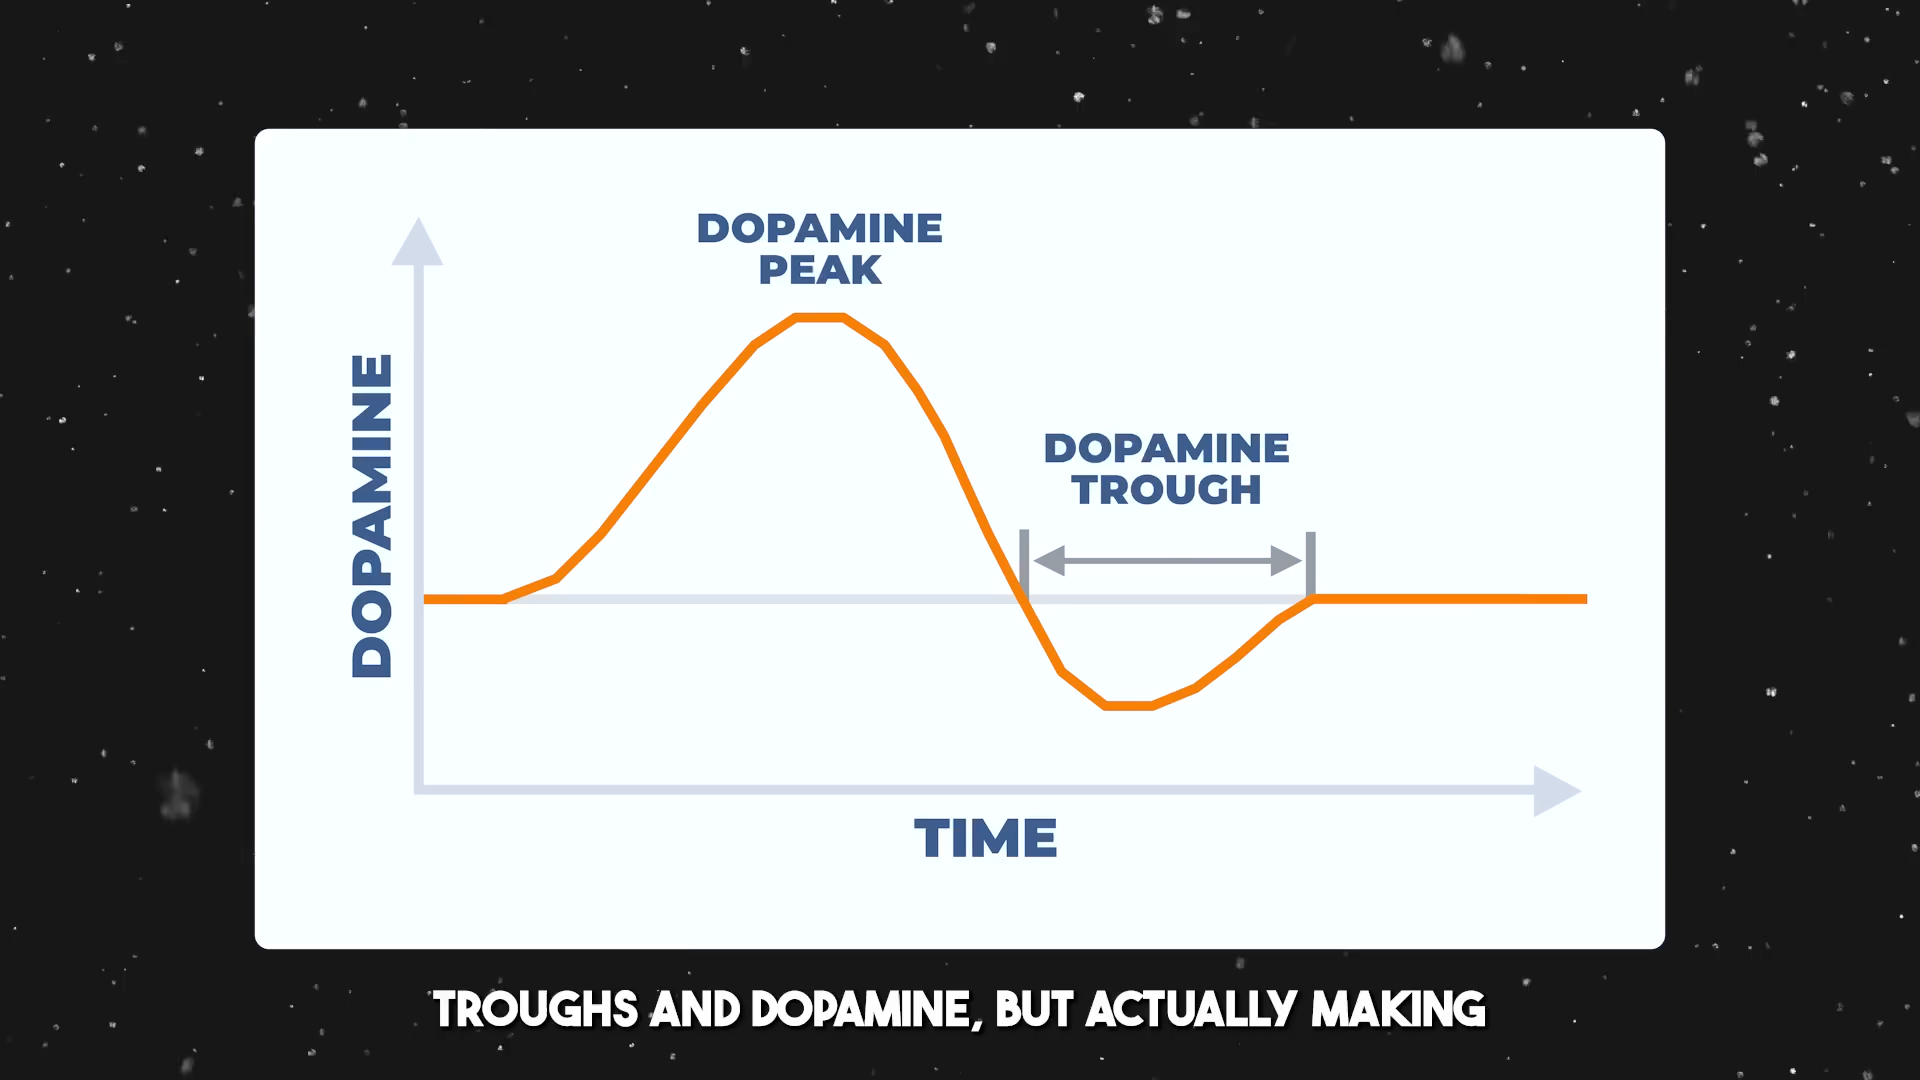 DOPAMINE
PEAK
DOPAMINE
TROUGH
DOPAMINE
TIME
TROUGHS AND DOPAMINE, BUT ACTUALLY MAKING